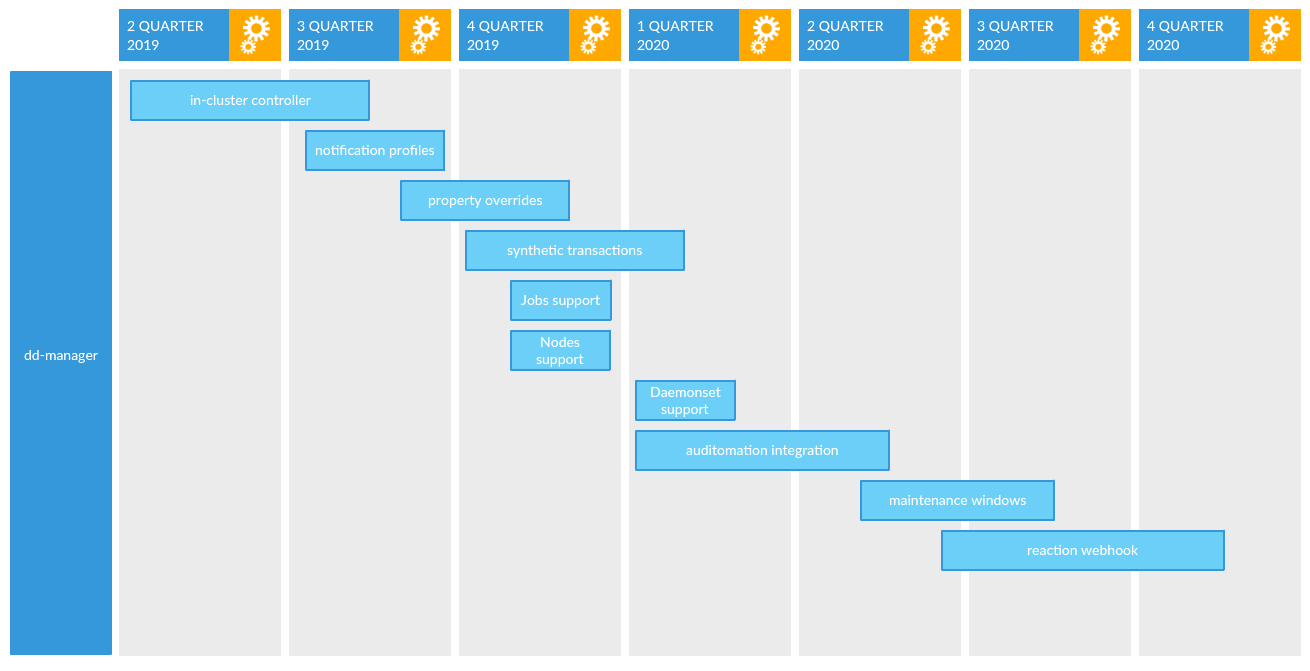 2 QUARTER
2019
3 QUARTER
2019
4 QUARTER
2019
1 QUARTER
2020
2 QUARTER
2020
3 QUARTER
2020
4 QUARTER
2020
dd-manager
in-cluster controller
notification profiles
property overrides
synthetic transactions
Jobs support
Nodes
support
Daemonset
support
auditomation integration
maintenance windows
reaction webhook